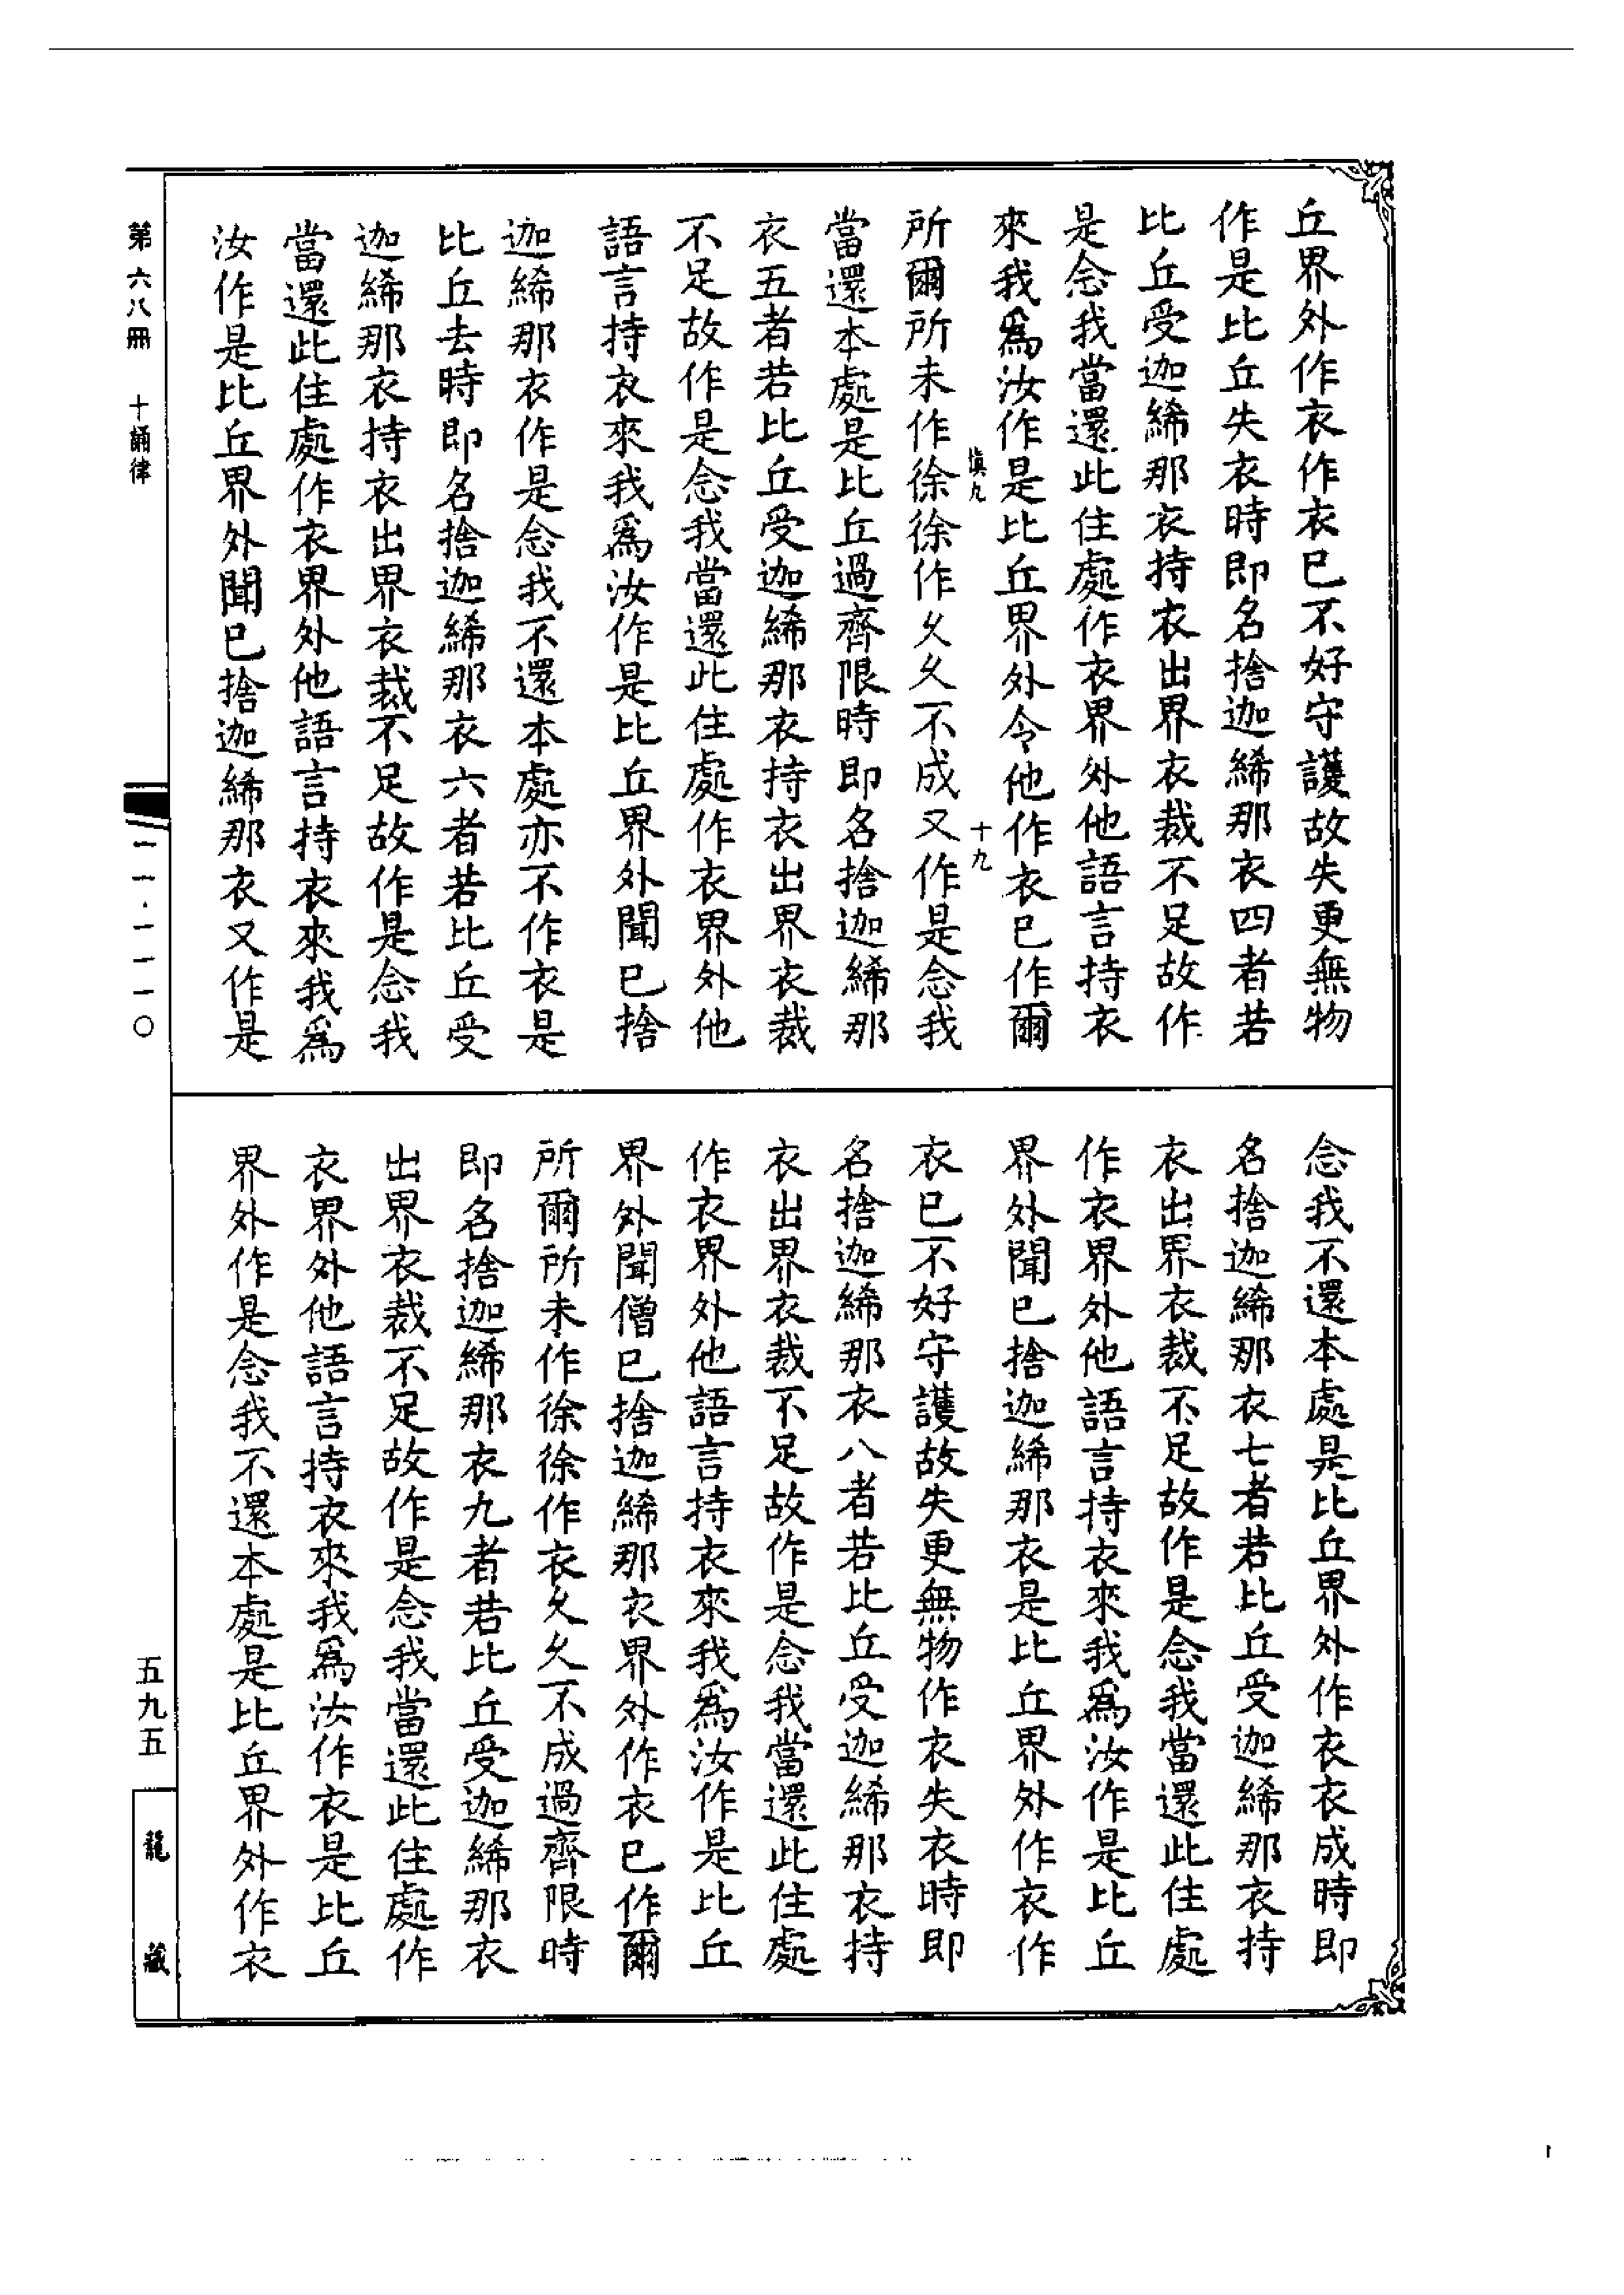 丘界外作衣作衣已不好守護故失更無物
作是比丘失衣時即名捨迦絺那衣四者若
比丘受迦絺那衣持衣出界衣裁不足故作
是念我當還此住處作衣界外他語言持衣
來我爲汝作是比丘界外令他作衣已作爾
慎九
十九
所爾所未作徐徐作久久不成又作是念我
當還本處是比丘過齊限時即名捨迦絺那
衣五者若比丘受迦絺那衣持衣出界衣裁
不足故作是念我當還此住處作衣界外他
語言持衣來我爲汝作是比丘界外聞已捨
迦絺那衣作是念我不還本處亦不作衣是
比丘去時即名捨迦絺那衣六者若比丘受
迦絺那衣持衣出界衣裁不足故作是念我
當還此住處作衣界外他語言持衣來我爲
汝作是比丘界外聞已捨迦絺那衣又作是
念我不還本處是比丘界外作衣衣成時即
名捨迦絺那衣七者若比丘受迦絺那衣持
衣出界衣裁不足故作是念我當還此住處
作衣界外他語言持衣來我爲汝作是比丘
界外聞已捨迦絺那衣是比丘界外作衣作
衣已不好守護故失更無物作衣失衣時即
名捨迦絺那衣八者若比丘受迦絺那衣持
衣出界衣裁不足故作是念我當還此住處
作衣界外他語言持衣來我爲汝作是比丘
界外聞僧已捨迦絺那衣界外作衣已作爾
所爾所未作徐徐作衣久久不成過齊限時
即名捨迦絺那衣九者若比丘受迦絺那衣
出界衣裁不足故作是念我當還此住處作
衣界外他語言持衣來我爲汝作衣是比丘
界外作是念我不還本處是比丘界外作衣
第六八冊 十誦律
一一·一一一〇
五九五
龍藏